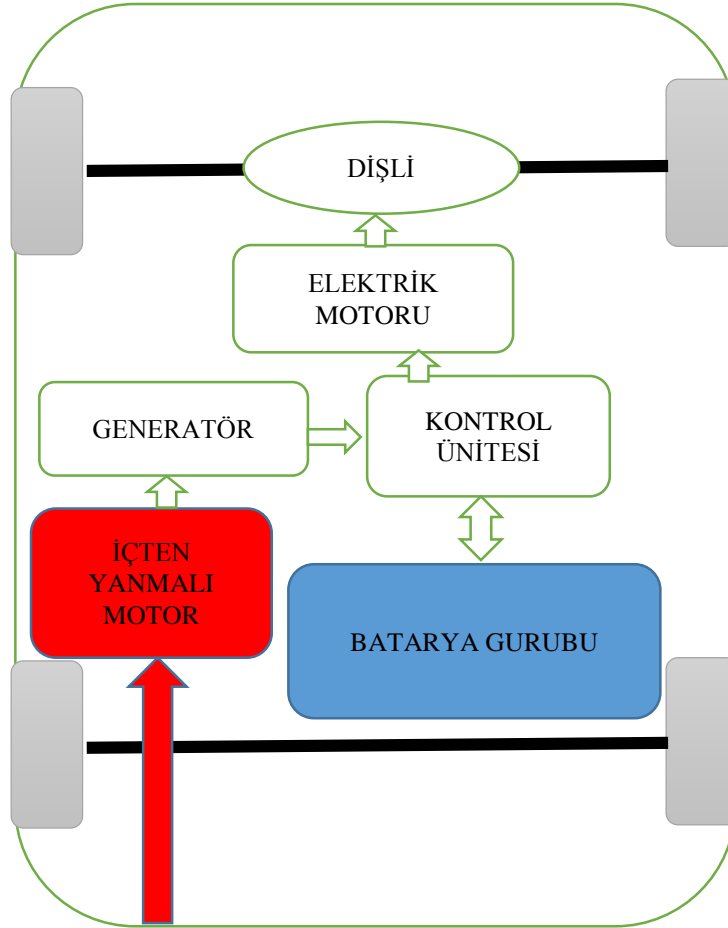 DİŞLİ
ELEKTRİK
MOTORU
GENERATÖR
KONTROL
ÜNİTESİ
İÇTEN
YANMALI
MOTOR
BATARYA GURUBU